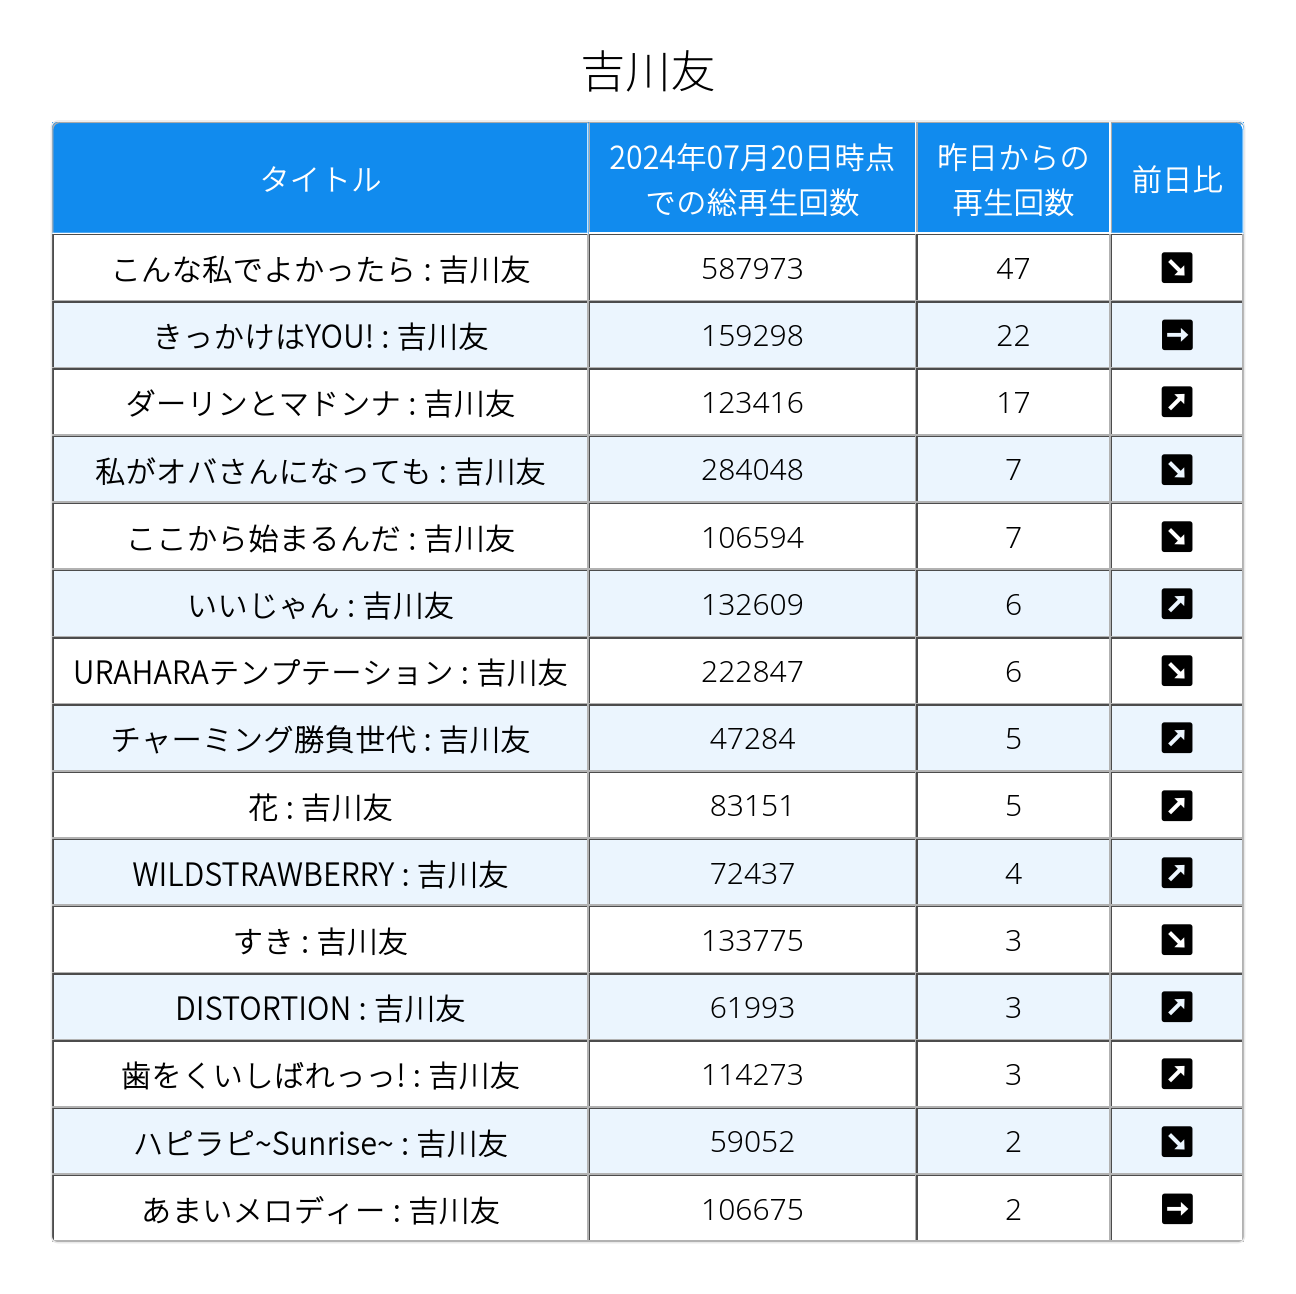 吉川友
タイトル
2024年07月20日時点
での総再生回数
昨日からの
再生回数
前日比
こんな私でよかったら : 吉川友 587973 47 ↘
きっかけはYOU! : 吉川友 159298 22 →
ダーリンとマドンナ : 吉川友 123416 17 ↗
私がオバさんになっても : 吉川友 284048 7 ↘
ここから始まるんだ : 吉川友 106594 7 ↘
いいじゃん : 吉川友 132609 6 ↗
URAHARAテンプテーション : 吉川友 222847 6 ↘
チャーミング勝負世代 : 吉川友 47284 5 ↗
花 : 吉川友 83151 5 ↗
WILDSTRAWBERRY : 吉川友 72437 4 ↗
すき : 吉川友 133775 3 ↘
DISTORTION : 吉川友 61993 3 ↗
歯をくいしばれっっ! : 吉川友 114273 3 ↗
ハピラピ~Sunrise~ : 吉川友 59052 2 ↘
あまいメロディー : 吉川友 106675 2 →